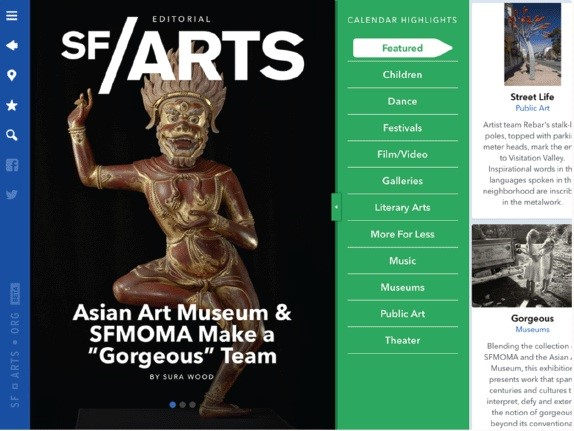 EDITORIAL
SF/ARTS
Asian Art Museum &
SFMOMA Make a
"Gorgeous" Team
BY SURA WOOD
SF ARTS ORG BETA
CALENDAR HIGHLIGHTS
Featured
Children
Dance
Festivals
Film/Video
Galleries
Literary Arts
More For Less
Music
Museums
Public Art
Theater
Street Life
Public Art
Artist team Rebar's stalk-l
poles, topped with parki
meter heads, mark the en
to Visitation Valley.
Inspirational words in th
languages spoken in th
neighborhood are inscrib
in the metalwork.
Gorgeous
Museums
Blending the collection
SFMOMA and the Asian A
Museum, this exhibition
presents work that span
centuries and cultures t
interpret, defy and exten
the notion of gorgeous
beyond its conventiona